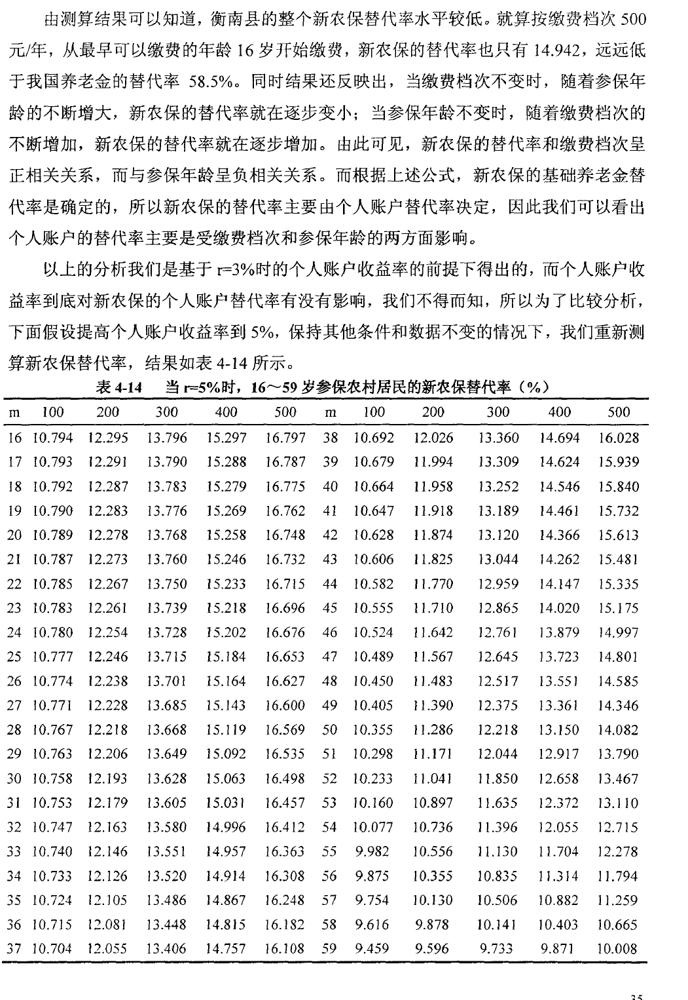 由测算结果可以知道，衡南县的整个新农保替代率水平较低。就算按缴费档次 500
元/年，从最早可以缴费的年龄 16 岁开始缴费，新农保的替代率也只有 14.942，远远低
于我国养老金的替代率 58.5%。同时结果还反映出，当缴费档次不变时，随着参保年
龄的不断增大，新农保的替代率就在逐步变小；当参保年龄不变时，随着缴费档次的
不断增加，新农保的替代率就在逐步增加。由此可见，新农保的替代率和缴费档次呈
正相关关系，而与参保年龄呈负相关关系。而根据上述公式，新农保的基础养老金替
代率是确定的，所以新农保的替代率主要由个人账户替代率决定，因此我们可以看出
个人账户的替代率主要是受缴费档次和参保年龄的两方面影响。
以上的分析我们是基于 r=3%时的个人账户收益率的前提下得出的，而个人账户收
益率到底对新农保的个人账户替代率有没有影响，我们不得而知，所以为了比较分析，
下面假设提高个人账户收益率到 5%，保持其他条件和数据不变的情况下，我们重新测
算新农保替代率，结果如表 4-14 所示。
表 4-14 当 r=5%时，16～59 岁参保农村居民的新农保替代率（%）
m 100 200 300 400 500 m 100 200 300 400 500
16 10.794 12.295 13.796 15.297 16.797 38 10.692 12.026 13.360 14.694 16.028
17 10.793 12.291 13.790 15.288 16.787 39 10.679 11.994 13.309 14.624 15.939
18 10.792 12.287 13.783 15.279 16.775 40 10.664 11.958 13.252 14.546 15.840
19 10.790 12.283 13.776 15.269 16.762 41 10.647 11.918 13.189 14.461 15.732
20 10.789 12.278 13.768 15.258 16.748 42 10.628 11.874 13.120 14.366 15.613
21 10.787 12.273 13.760 15.246 16.732 43 10.606 11.825 13.044 14.262 15.481
22 10.785 12.267 13.750 15.233 16.715 44 10.582 11.770 12.959 14.147 15.335
23 10.783 12.261 13.739 15.218 16.696 45 10.555 11.710 12.865 14.020 15.175
24 10.780 12.254 13.728 15.202 16.676 46 10.524 11.642 12.761 13.879 14.997
25 10.777 12.246 13.715 15.184 16.653 47 10.489 11.567 12.645 13.723 14.801
26 10.774 12.238 13.701 15.164 16.627 48 10.450 11.483 12.517 13.551 14.585
27 10.771 12.228 13.685 15.143 16.600 49 10.405 11.390 12.375 13.361 14.346
28 10.767 12.218 13.668 15.119 16.569 50 10.355 11.286 12.218 13.150 14.082
29 10.763 12.206 13.649 15.092 16.535 51 10.298 11.171 12.044 12.917 13.790
30 10.758 12.193 13.628 15.063 16.498 52 10.233 11.041 11.850 12.658 13.467
31 10.753 12.179 13.605 15.031 16.457 53 10.160 10.897 11.635 12.372 13.110
32 10.747 12.163 13.580 14.996 16.412 54 10.077 10.736 11.396 12.055 12.715
33 10.740 12.146 13.551 14.957 16.363 55 9.982 10.556 11.130 11.704 12.278
34 10.733 12.126 13.520 14.914 16.308 56 9.875 10.355 10.835 11.314 11.794
35 10.724 12.105 13.486 14.867 16.248 57 9.754 10.130 10.506 10.882 11.259
36 10.715 12.081 13.448 14.815 16.182 58 9.616 9.878 10.141 10.403 10.665
37 10.704 12.055 13.406 14.757 16.108 59 9.459 9.596 9.733 9.871 10.008
35